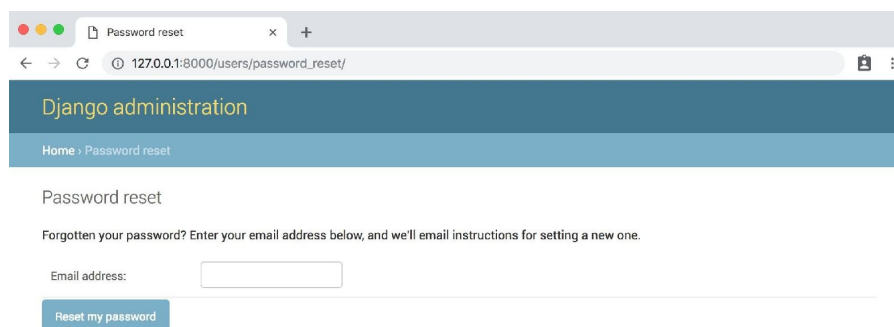 Password reset
127.0.0.1:8000/users/password_reset/
Django administration
Home › Password reset
Password reset
Forgotten your password? Enter your email address below, and we'll email instructions for setting a new one.
Email address:
Reset my password